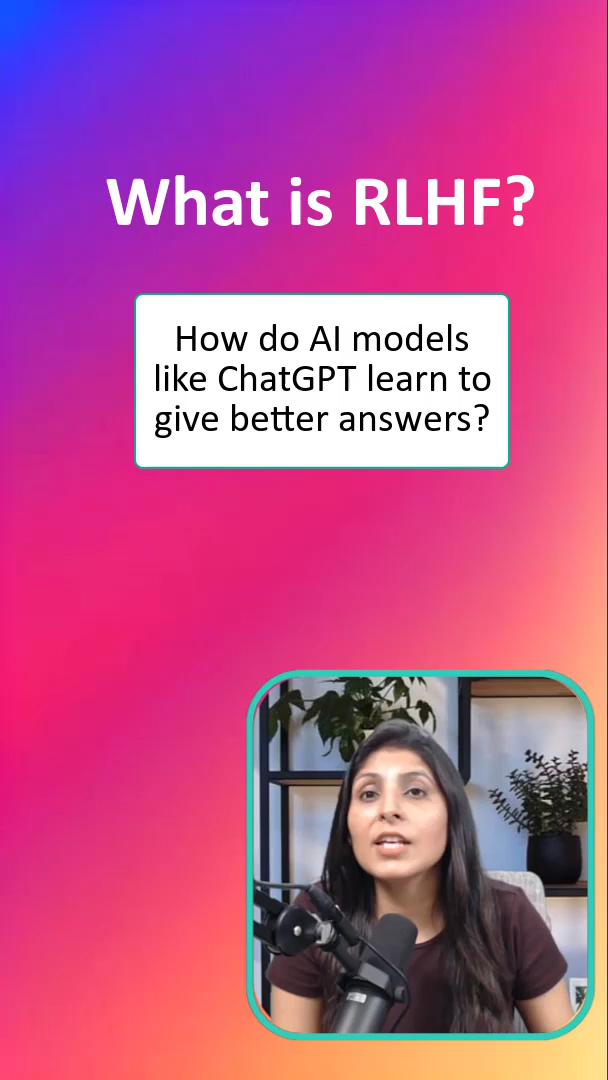 What is RLHF?
How do AI models
like ChatGPT learn to
give better answers?